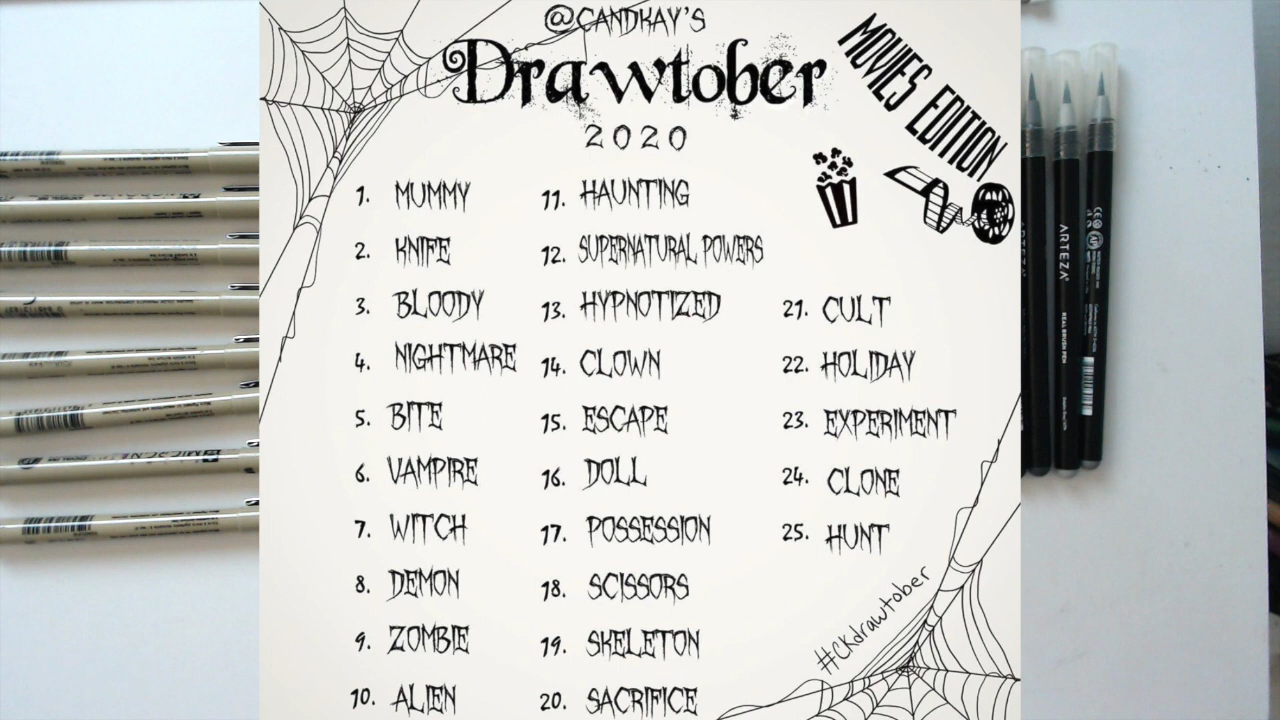 @CANDKAY'S
Drawtober
2020
MOVIES EDITION
1. MUMMY
2. KNIFE
3. BLOODY
4. NIGHTMARE
5. BITE
6. VAMPIRE
7. WITCH
8. DEMON
9. ZOMBIE
10. ALIEN
11. HAUNTING
12. SUPERNATURAL POWERS
13. HYPNOTIZED
14. CLOWN
15. ESCAPE
16. DOLL
17. POSSESSION
18. SCISSORS
19. SKELETON
20. SACRIFICE
21. CULT
22. HOLIDAY
23. EXPERIMENT
24. CLONE
25. HUNT
#CKdrawtober
ARTEZA
REAL BRUSH PEN